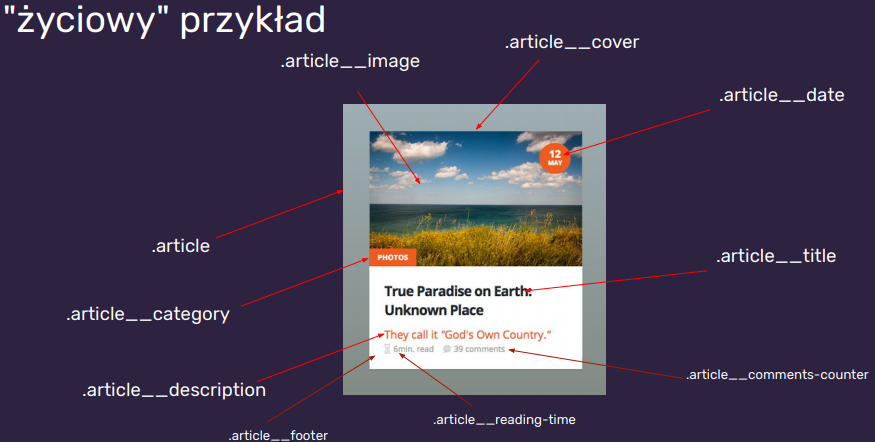 "życiowy" przykład
.article__cover
.article__image
.article__date
12
MAY
.article
.article__title
PHOTOS
True Paradise on Earth:
Unknown Place
.article__category
They call it "God's Own Country."
6min. read 39 comments
.article__comments-counter
.article__description
.article__reading-time
.article__footer